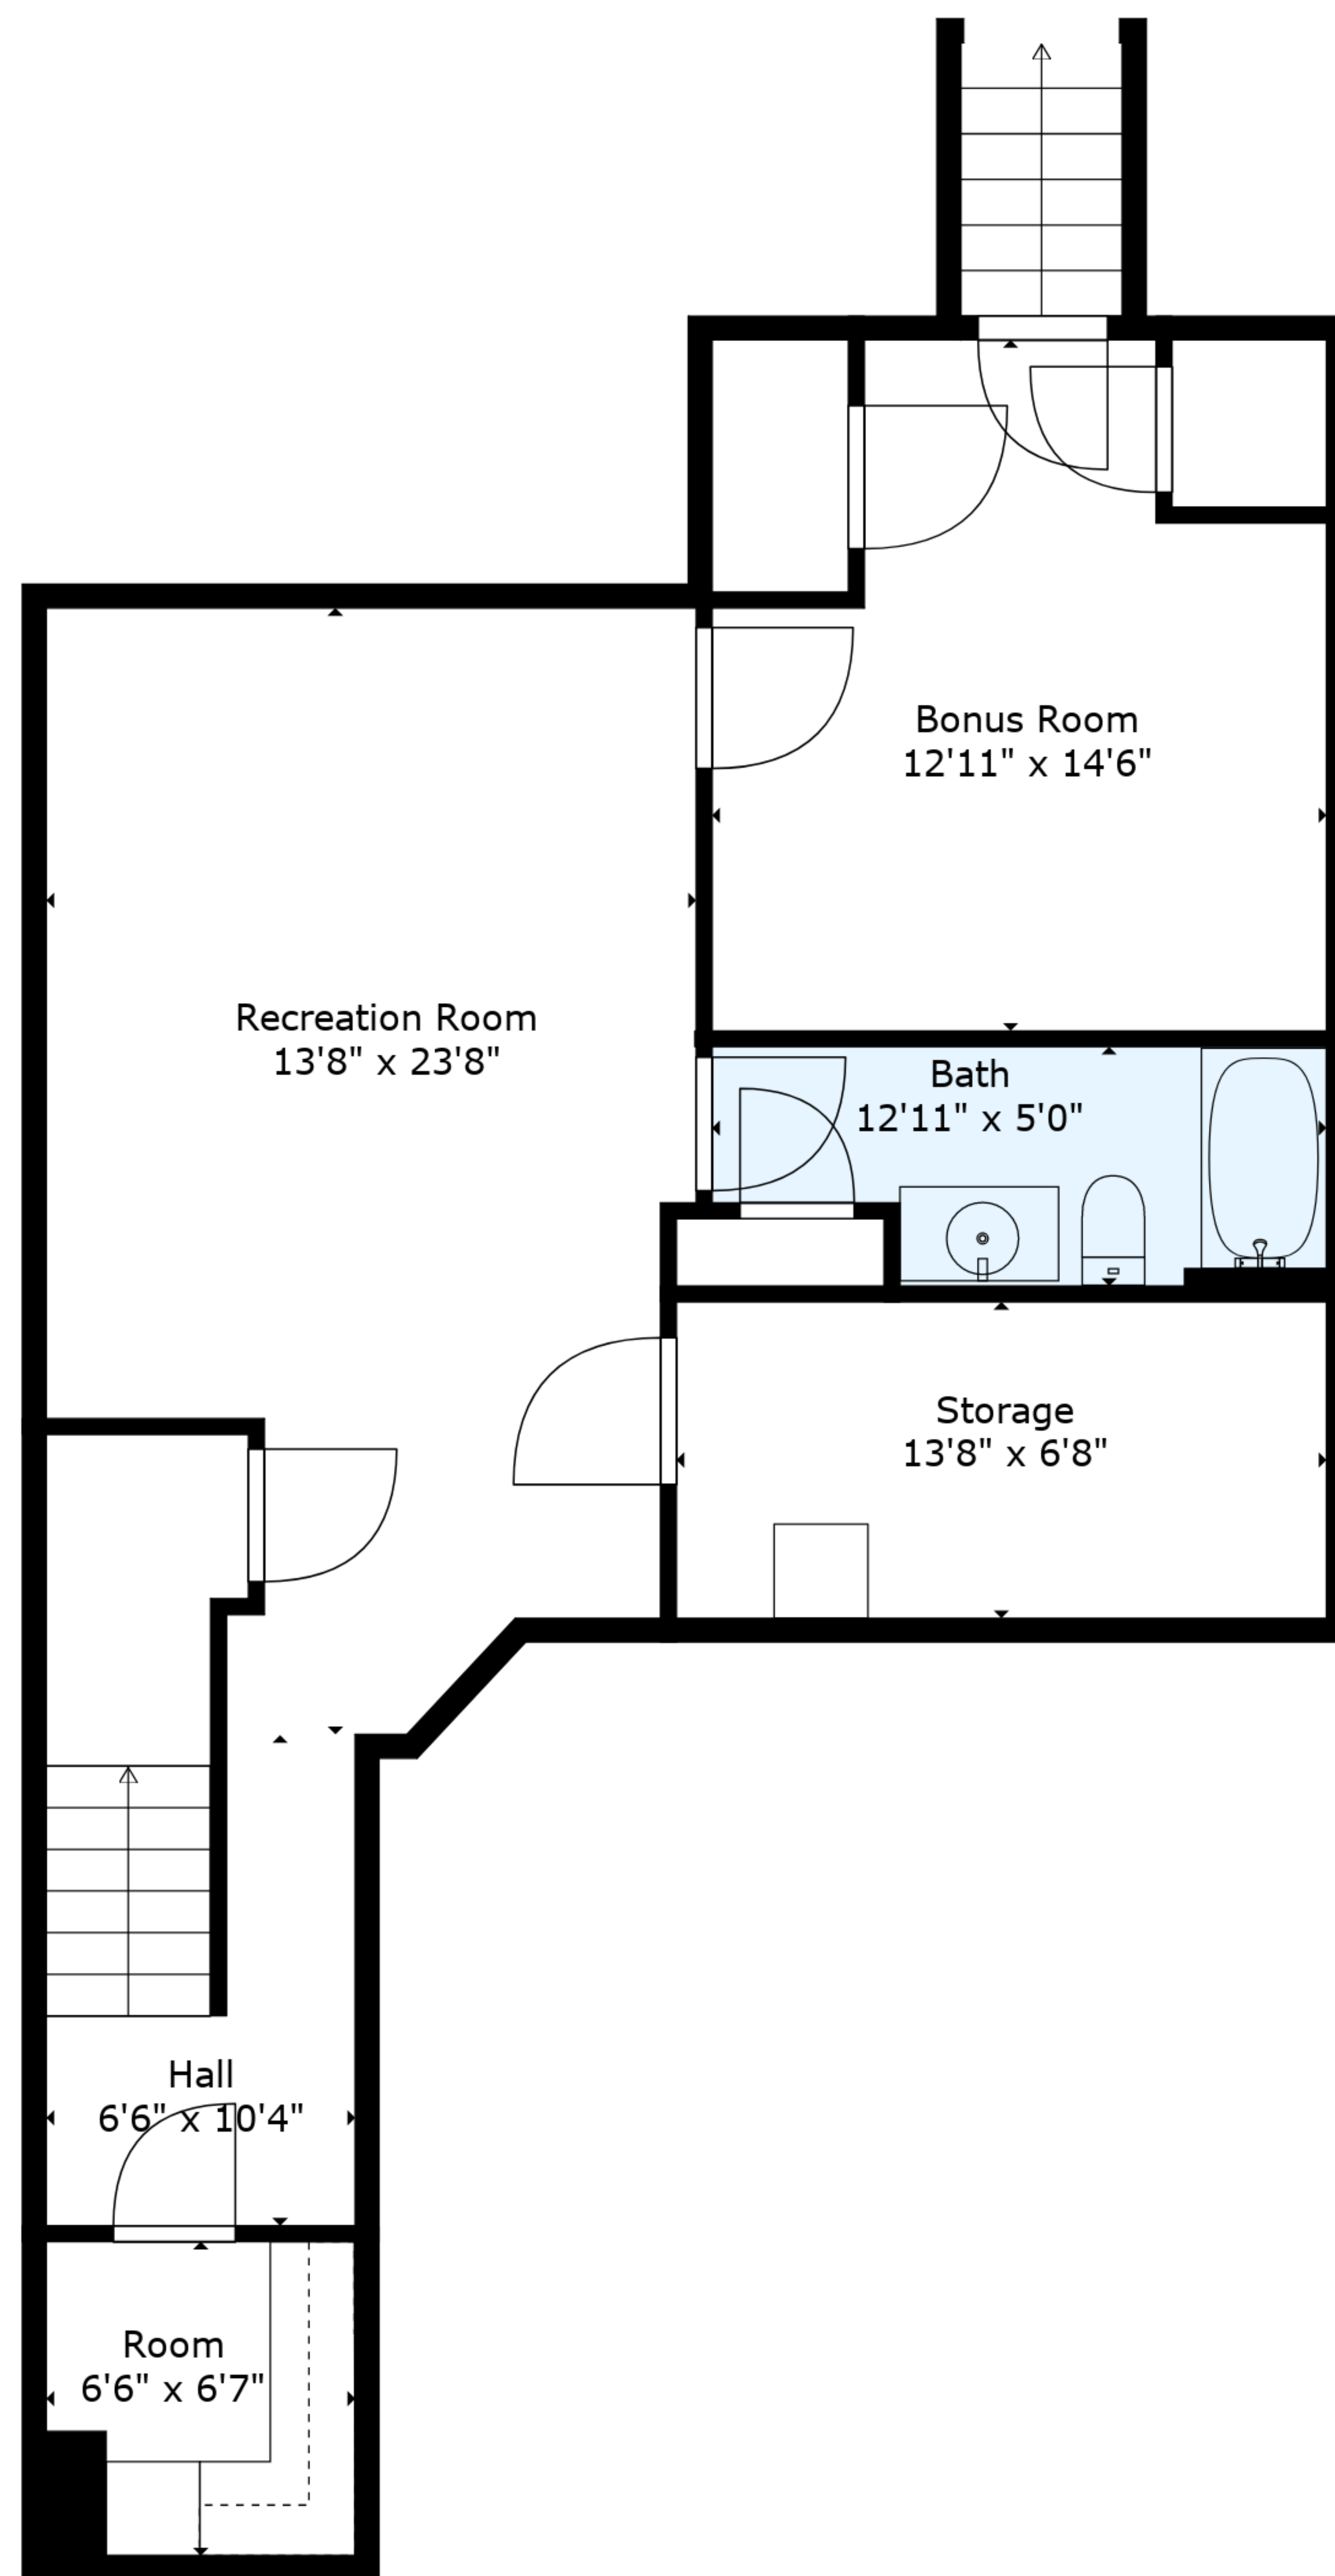 Bonus Room
12'11" x 14'6"
Recreation Room
13'8" x 23'8"
Bath
12'11" x 5'0"
Storage
13'8" x 6'8"
Hall
6'6" x 10'4"
Room
6'6" x 6'7"